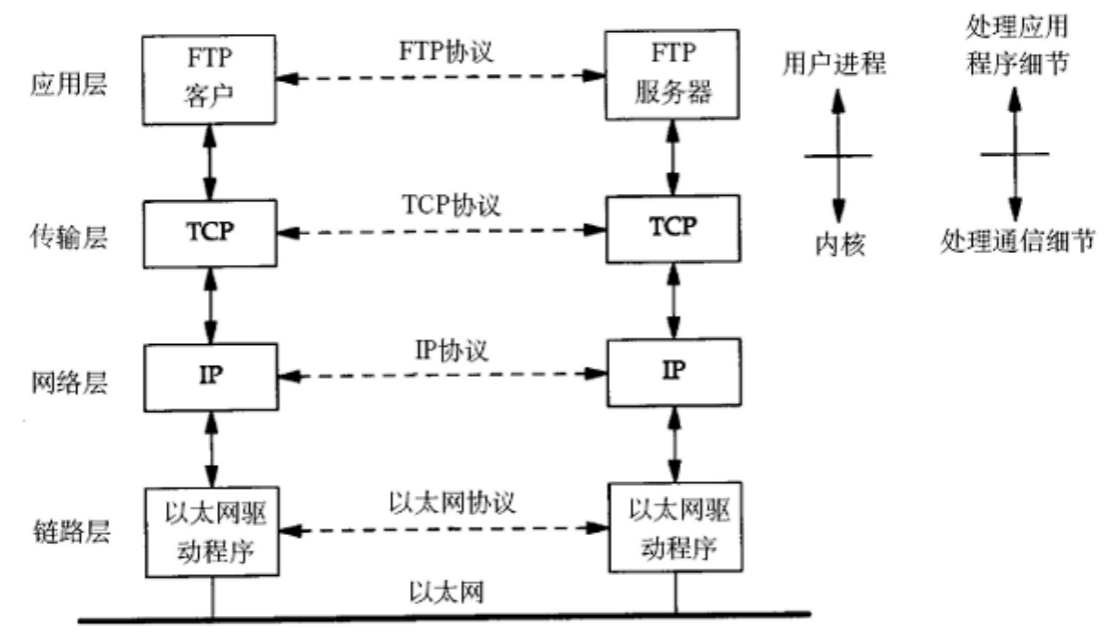 处理应用
程序细节
用户进程
内核
处理通信细节
应用层
FTP
客户
FTP协议
FTP
服务器
传输层
TCP
TCP协议
TCP
网络层
IP
IP协议
IP
链路层
以太网驱
动程序
以太网协议
以太网驱
动程序
以太网